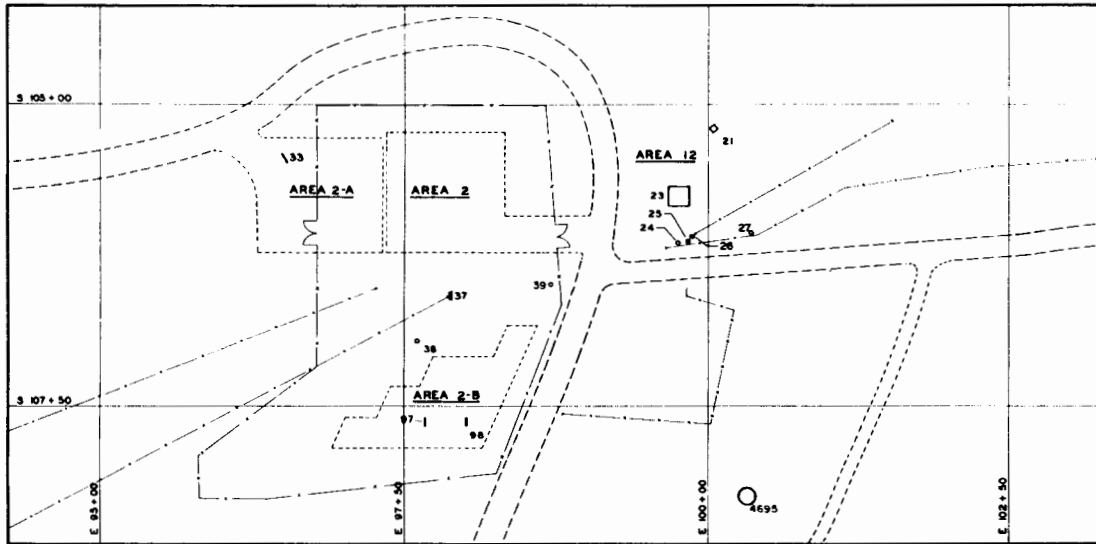 S 105 + 00
21
AREA 12
33
AREA 2-A
AREA 2
23
25
24
27
26
39
37
38
S 107 + 50
AREA 2-B
97
98
4695
E 95 + 00
E 97 + 50
E 100 + 00
E 102 + 50